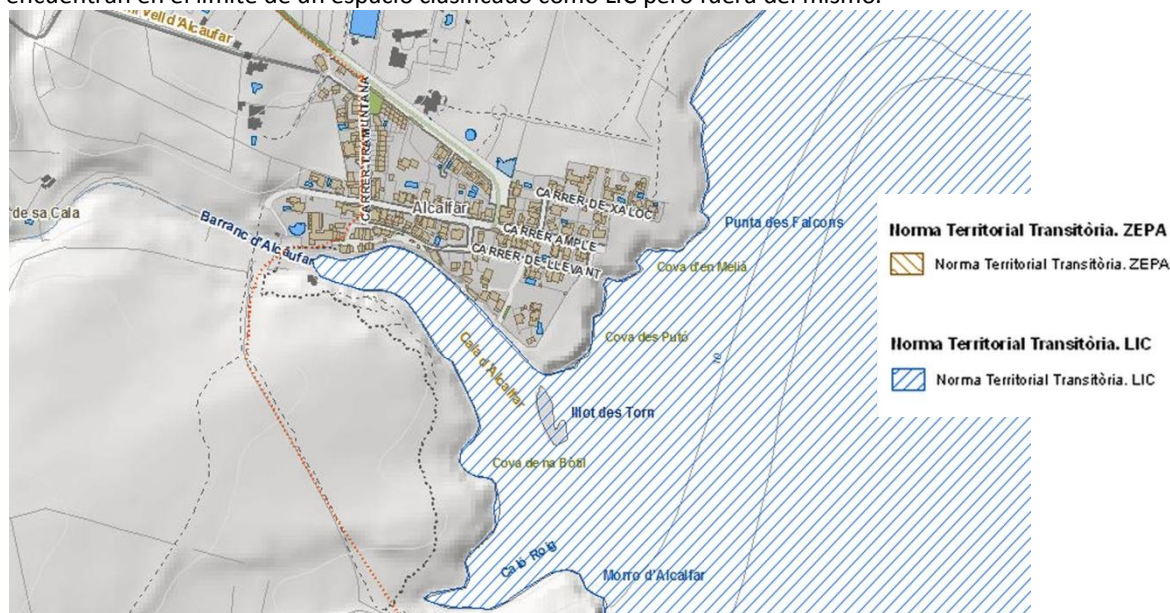 encuentran en el límite de un espacio clasificado como LIC pero fuera del mismo.
Vell d'Alcaufar
CARRER TRAMUNTANA
de sa Cala
Barranc d'Alcaufar
Alcalfar
CARRER-DE-XALOC
CARRER AMPLE
CARRER-DE-LLEVANT
Punta des Falcons
Cova d'en Melià
Cova des Putó
Cala d'Alcalfar
10
Illot des Torn
Cova de na Bòtil
Caló Roig
Morro d'Alcalfar
Norma Territorial Transitòria. ZEPA
Norma Territorial Transitòria. ZEPA
Norma Territorial Transitòria. LIC
Norma Territorial Transitòria. LIC